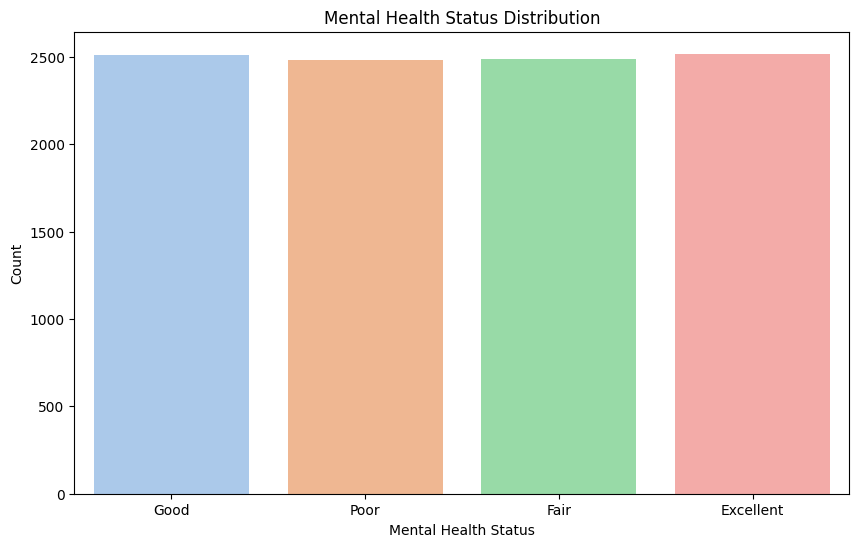 Mental Health Status Distribution
2500
2000
1500
1000
500
0
Count
Good Poor Fair Excellent
Mental Health Status